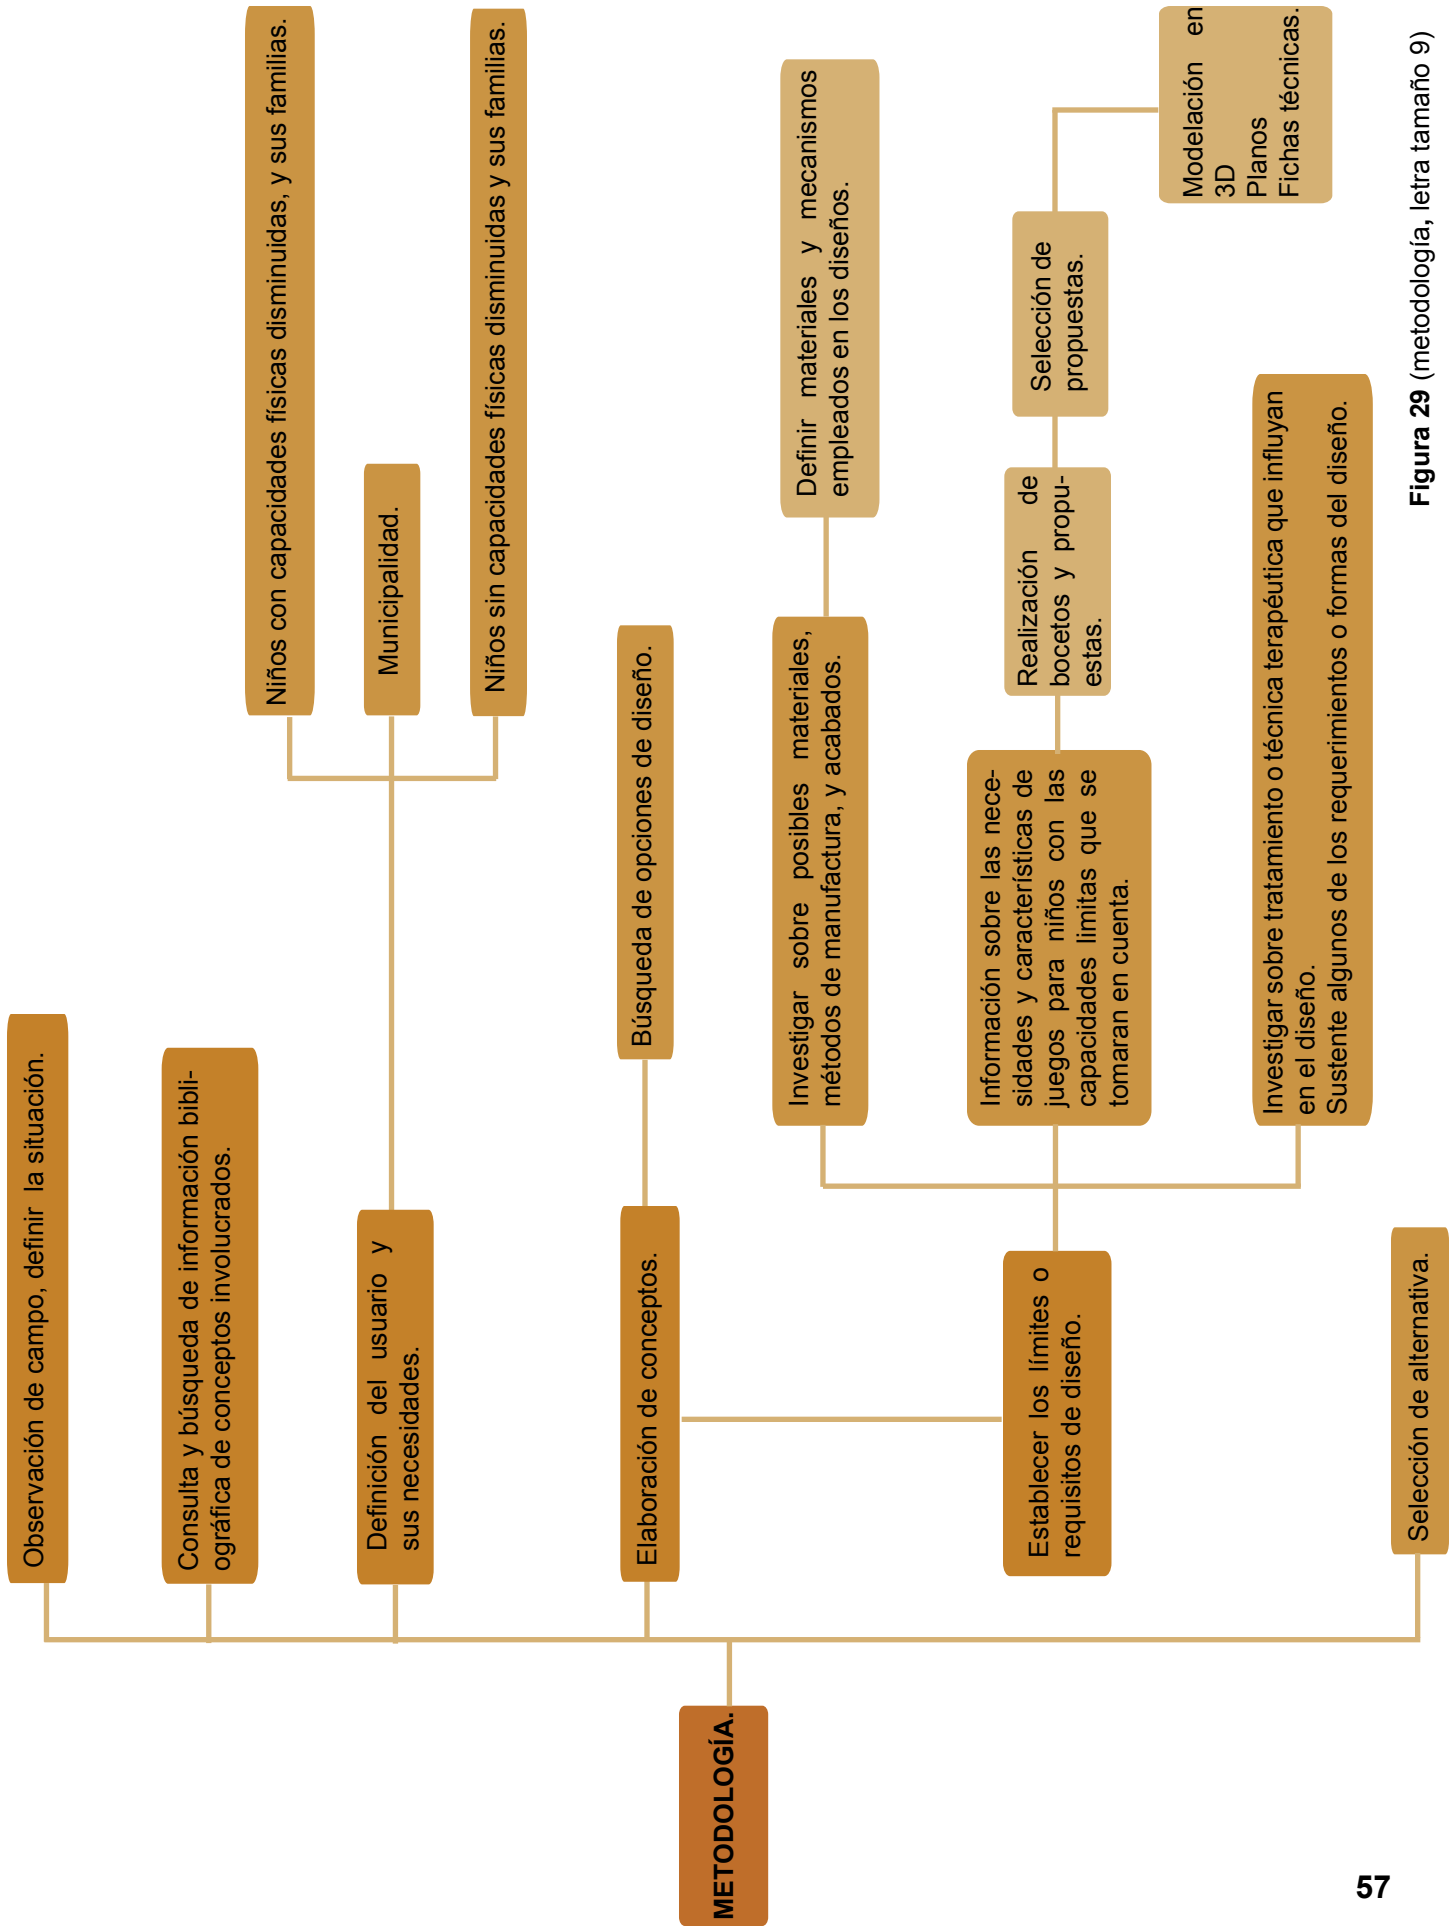 METODOLOGÍA.
Observación de campo, definir la situación.
Consulta y búsqueda de información bibli-
ográfica de conceptos involucrados.
Definición del usuario y
sus necesidades.
Niños con capacidades físicas disminuidas, y sus familias.
Municipalidad.
Niños sin capacidades físicas disminuidas y sus familias.
Elaboración de conceptos.
Búsqueda de opciones de diseño.
Establecer los límites o
requisitos de diseño.
Investigar sobre posibles materiales,
métodos de manufactura, y acabados.
Definir materiales y mecanismos
empleados en los diseños.
Información sobre las nece-
sidades y características de
juegos para niños con las
capacidades limitas que se
tomaran en cuenta.
Realización de
bocetos y propu-
estas.
Selección de
propuestas.
Modelación en
3D
Planos
Fichas técnicas.
Investigar sobre tratamiento o técnica terapéutica que influyan
en el diseño.
Sustente algunos de los requerimientos o formas del diseño.
Selección de alternativa.
Figura 29 (metodología, letra tamaño 9)
57